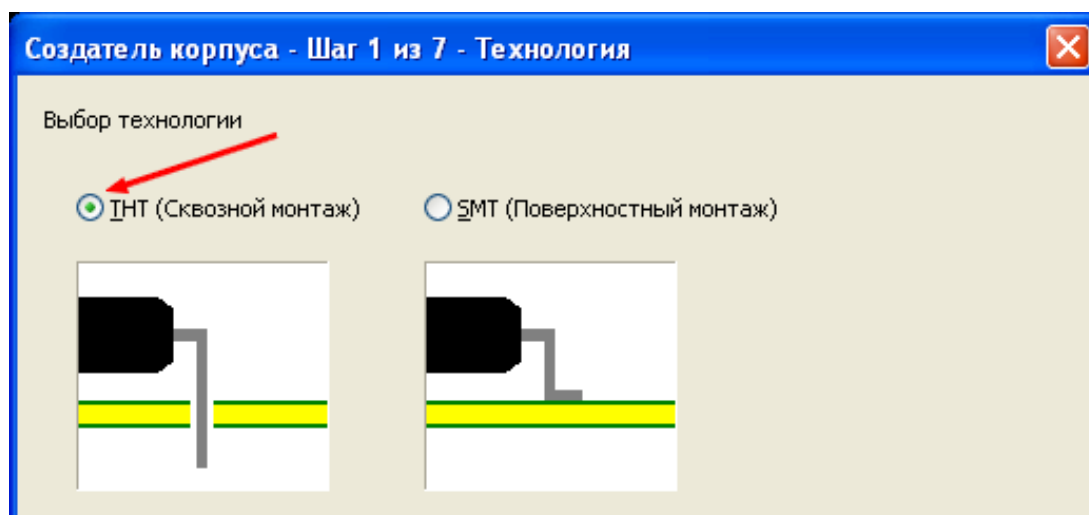 Создатель корпуса - Шаг 1 из 7 - Технология
Выбор технологии
THT (Сквозной монтаж)
SMT (Поверхностный монтаж)